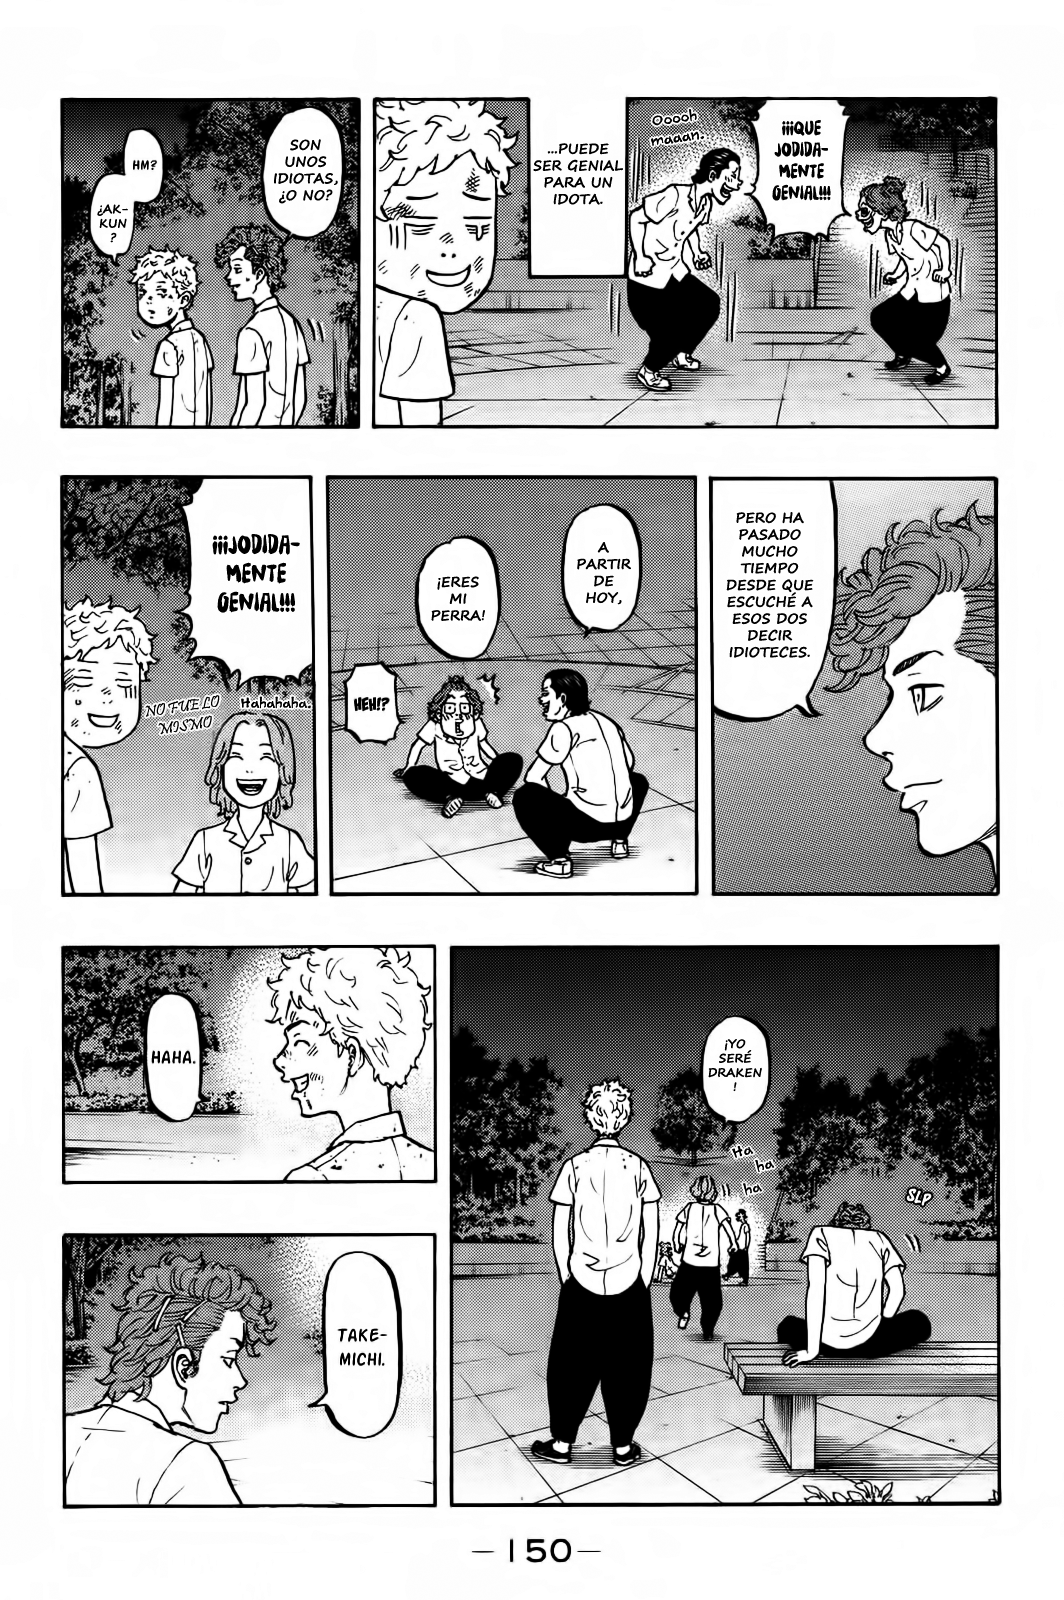 ¡¡¡QUE
JODIDA-
MENTE
GENIAL!!!
Ooooh
maaan.
...PUEDE
SER GENIAL
PARA UN
IDOTA.
SON
UNOS
IDIOTAS,
¿O NO?
HM?
¿AK-
KUN
?
PERO HA
PASADO
MUCHO
TIEMPO
DESDE QUE
ESCUCHÉ A
ESOS DOS
DECIR
IDIOTECES.
A
PARTIR
DE
HOY,
¡ERES
MI
PERRA!
HEH!?
¡¡¡JODIDA-
MENTE
GENIAL!!!
Hahahaha.
NO FUE LO
MISMO
¡YO
SERÉ
DRAKEN
!
Ha
ha
ha
SLP
HAHA.
TAKE-
MICHI.
—150—